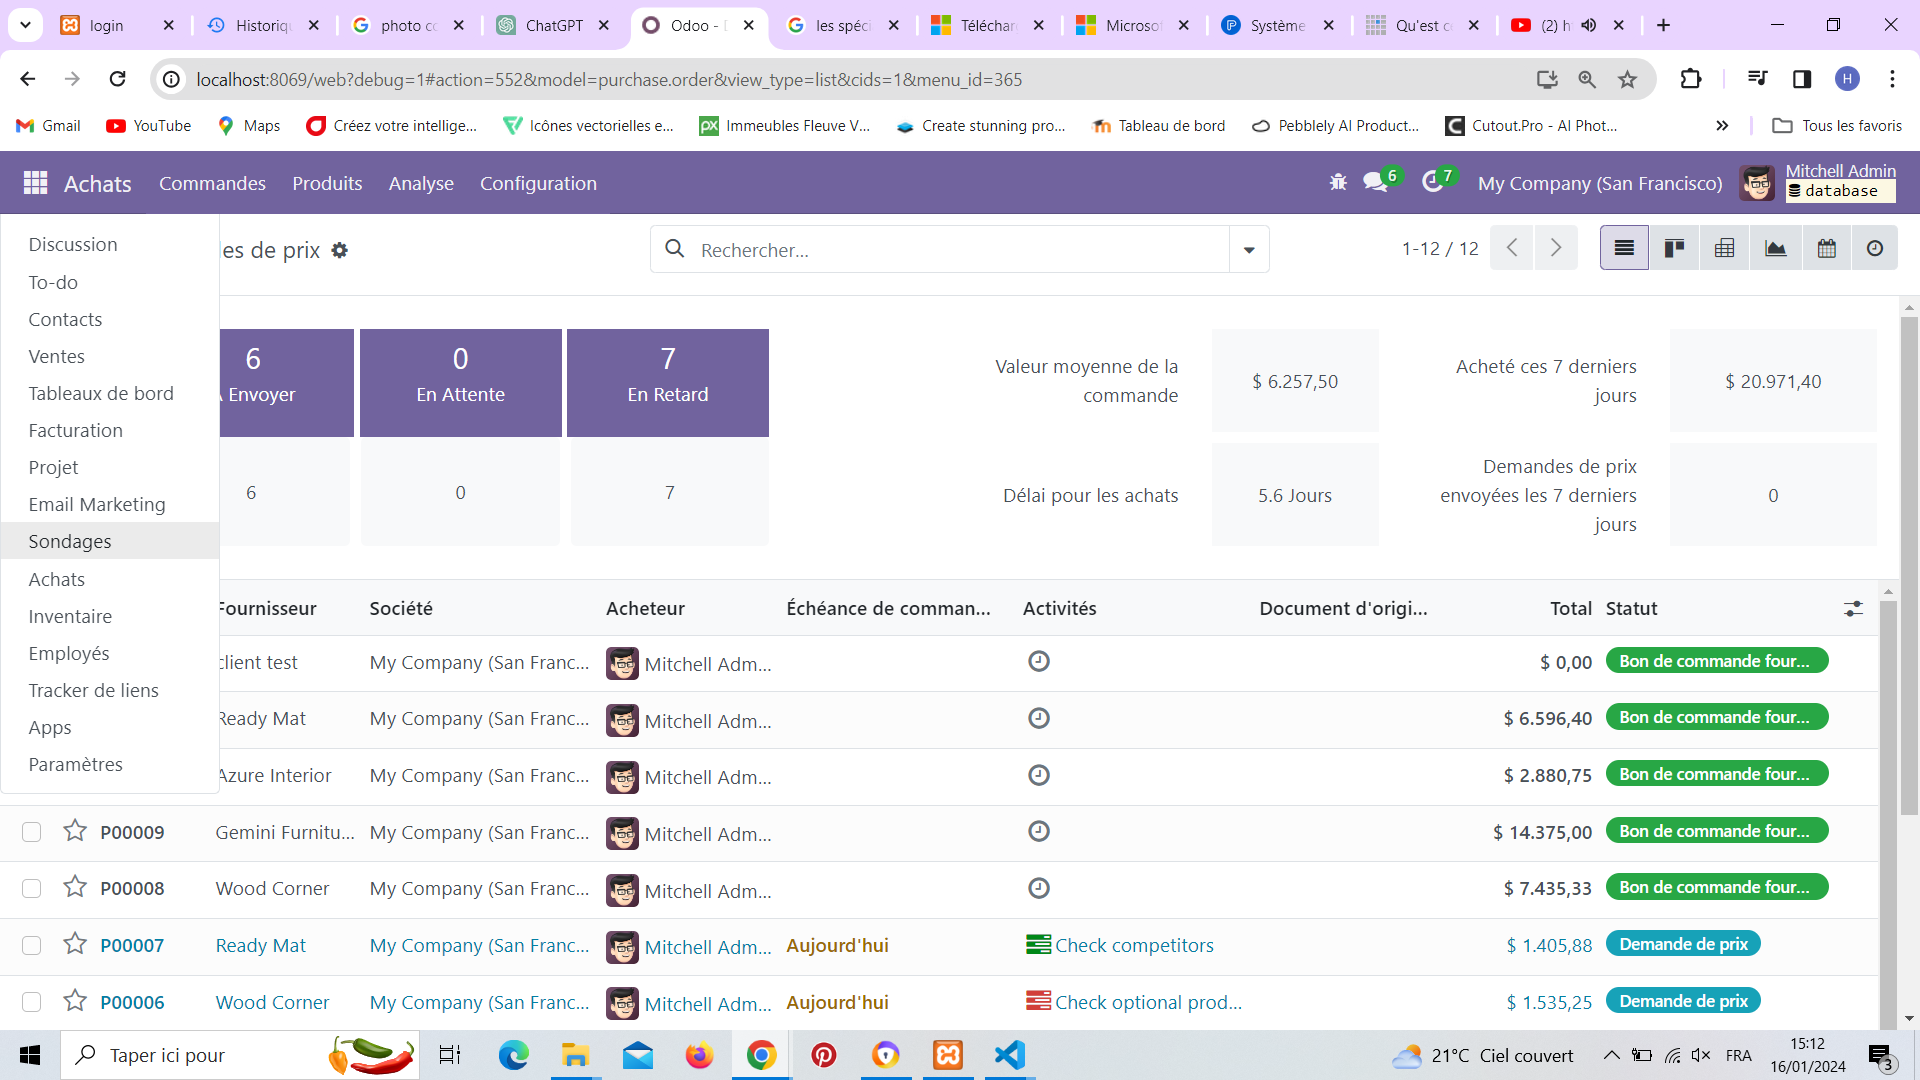 login
Historiq
photo co
ChatGPT
Odoo - D
les spéci
Téléchar
Microsof
Système
Qu'est ce
(2) h
localhost:8069/web?debug=1#action=552&model=purchase.order&view_type=list&cids=1&menu_id=365
H
Gmail
YouTube
Maps
Créez votre intellige...
Icônes vectorielles e...
Immeubles Fleuve V...
Create stunning pro...
Tableau de bord
Pebblely AI Product...
Cutout.Pro - AI Phot...
Tous les favoris
Achats
Commandes
Produits
Analyse
Configuration
6
7
My Company (San Francisco)
Mitchell Admin
database
Discussion
To-do
Contacts
Ventes
Tableaux de bord
Facturation
Projet
Email Marketing
Sondages
Achats
Inventaire
Employés
Tracker de liens
Apps
Paramètres
les de prix
Rechercher...
1-12 / 12
6
À Envoyer
0
En Attente
7
En Retard
6
0
7
Valeur moyenne de la
commande
$ 6.257,50
Acheté ces 7 derniers
jours
$ 20.971,40
Délai pour les achats
5.6 Jours
Demandes de prix
envoyées les 7 derniers
jours
0
Fournisseur Société Acheteur Échéance de comman... Activités Document d'origi... Total Statut
client test My Company (San Franc... Mitchell Adm... $ 0,00 Bon de commande four...
Ready Mat My Company (San Franc... Mitchell Adm... $ 6.596,40 Bon de commande four...
Azure Interior My Company (San Franc... Mitchell Adm... $ 2.880,75 Bon de commande four...
P00009 Gemini Furnitu... My Company (San Franc... Mitchell Adm... $ 14.375,00 Bon de commande four...
P00008 Wood Corner My Company (San Franc... Mitchell Adm... $ 7.435,33 Bon de commande four...
P00007 Ready Mat My Company (San Franc... Mitchell Adm... Aujourd'hui Check competitors $ 1.405,88 Demande de prix
P00006 Wood Corner My Company (San Franc... Mitchell Adm... Aujourd'hui Check optional prod... $ 1.535,25 Demande de prix
Taper ici pour
21°C Ciel couvert
FRA
15:12
16/01/2024
3